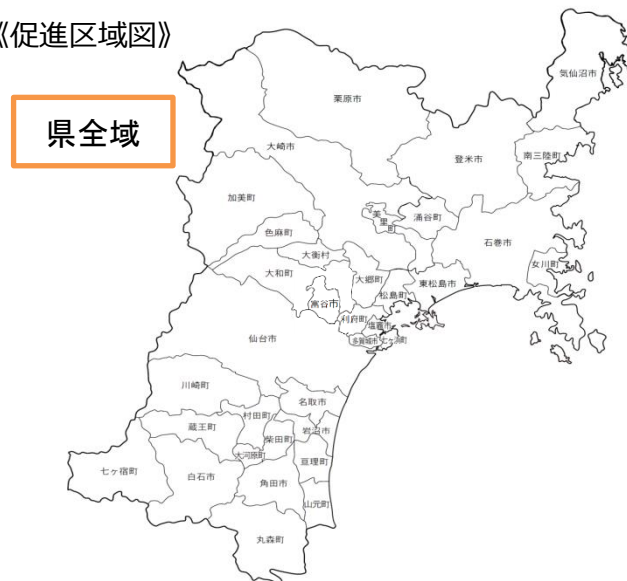 《促進区域図》
県全域
気仙沼市
栗原市
大崎市
登米市
南三陸町
加美町
美里町
涌谷町
色麻町
石巻市
大衡村
女川町
大和町
大郷町
東松島市
松島町
富谷市
利府町
塩竈市
仙台市
多賀城市
七ヶ浜町
川崎町
名取市
村田町
蔵王町
岩沼市
柴田町
大河原町
亘理町
七ヶ宿町
白石市
角田市
山元町
丸森町